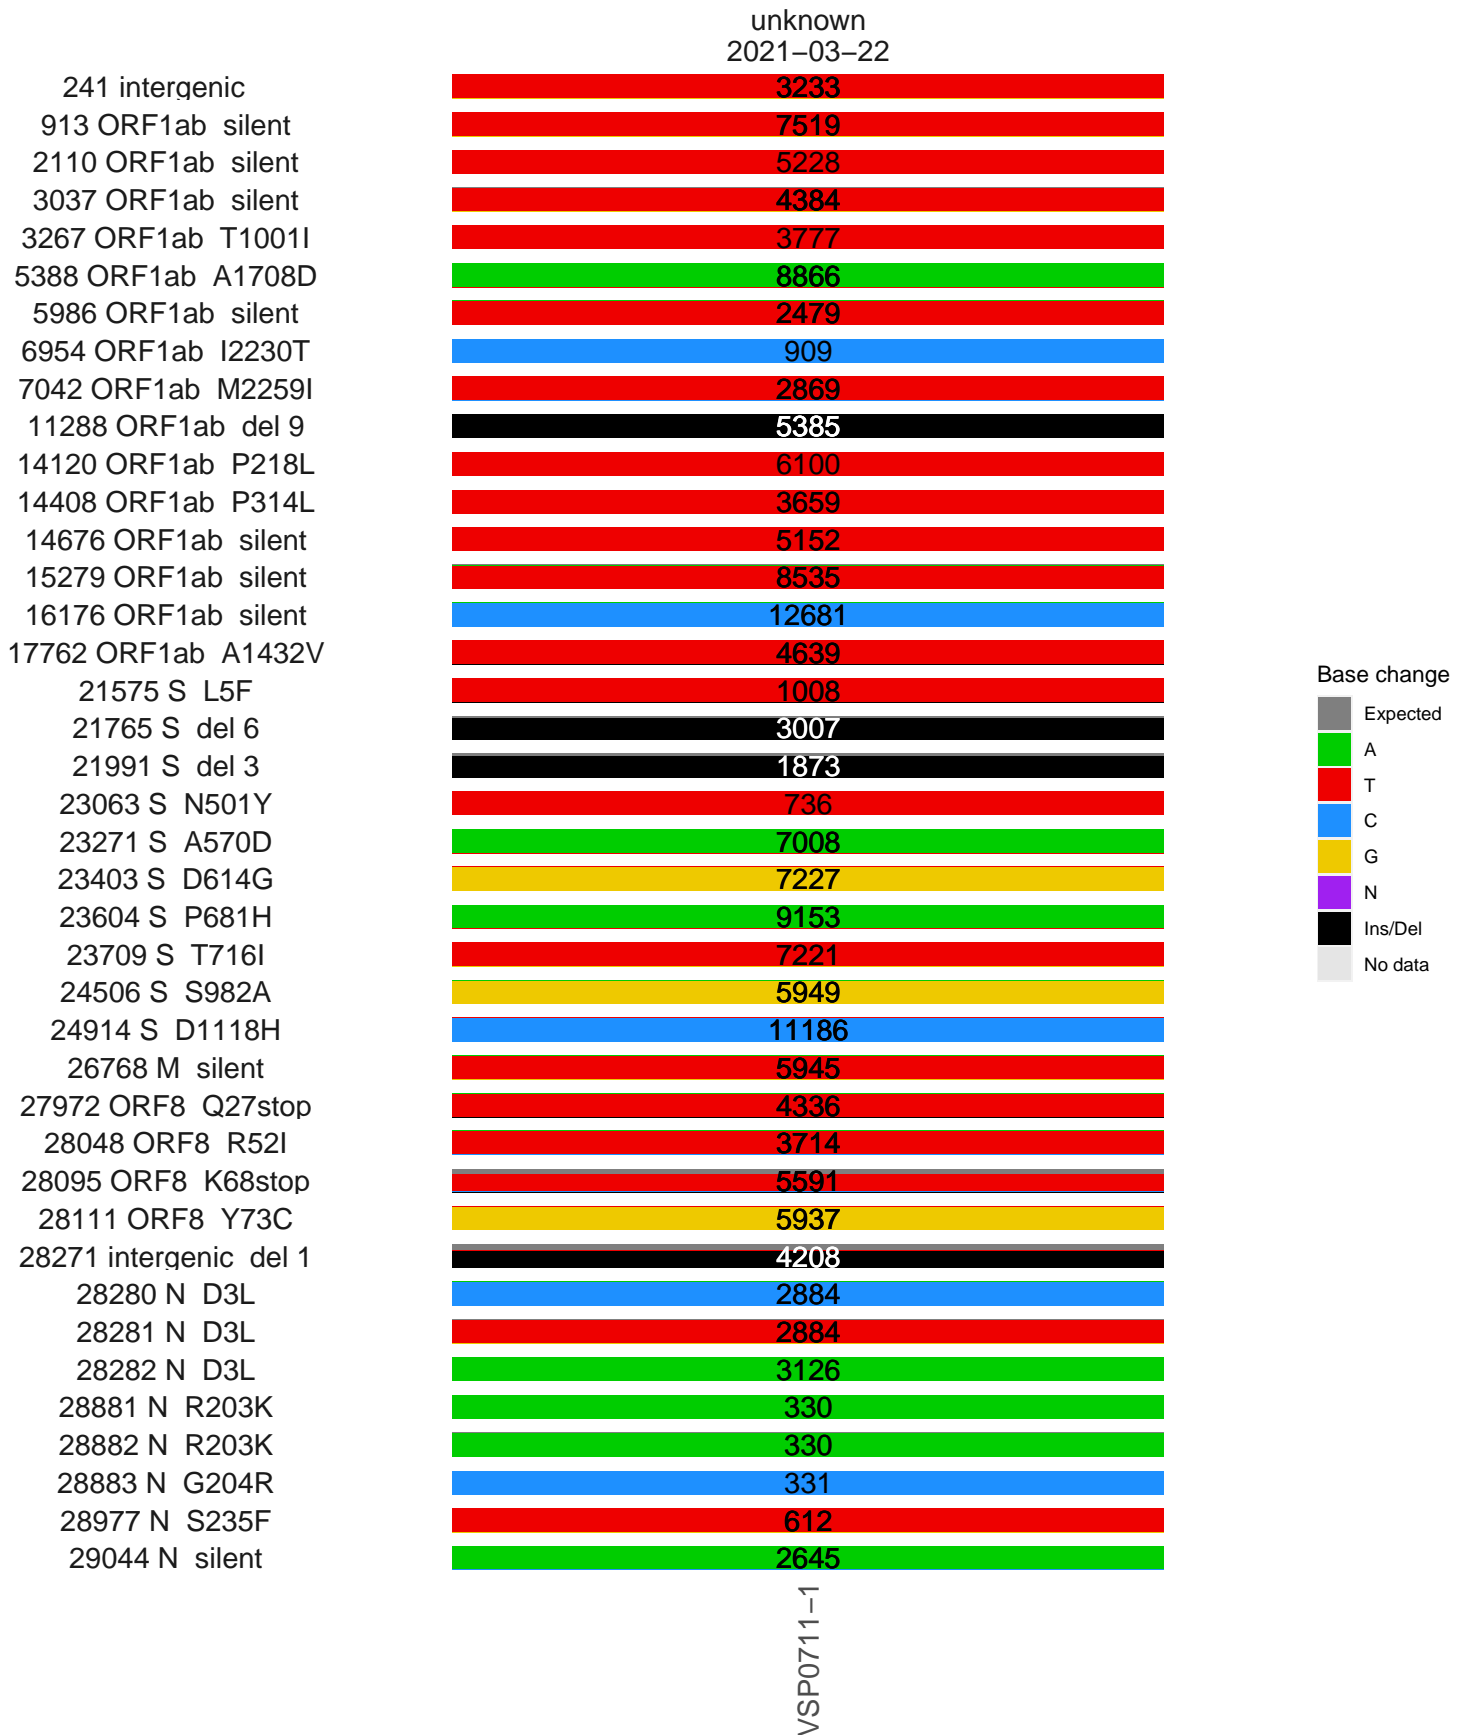 unknown
2021−03−22
241 intergenic 3233
913 ORF1ab silent 7519
2110 ORF1ab silent 5228
3037 ORF1ab silent 4384
3267 ORF1ab T1001I 3777
5388 ORF1ab A1708D 8866
5986 ORF1ab silent 2479
6954 ORF1ab I2230T 909
7042 ORF1ab M2259I 2869
11288 ORF1ab del 9 5385
14120 ORF1ab P218L 6100
14408 ORF1ab P314L 3659
14676 ORF1ab silent 5152
15279 ORF1ab silent 8535
16176 ORF1ab silent 12681
17762 ORF1ab A1432V 4639
21575 S L5F 1008
21765 S del 6 3007
21991 S del 3 1873
23063 S N501Y 736
23271 S A570D 7008
23403 S D614G 7227
23604 S P681H 9153
23709 S T716I 7221
24506 S S982A 5949
24914 S D1118H 11186
26768 M silent 5945
27972 ORF8 Q27stop 4336
28048 ORF8 R52I 3714
28095 ORF8 K68stop 5591
28111 ORF8 Y73C 5937
28271 intergenic del 1 4208
28280 N D3L 2884
28281 N D3L 2884
28282 N D3L 3126
28881 N R203K 330
28882 N R203K 330
28883 N G204R 331
28977 N S235F 612
29044 N silent 2645
VSP0711−1
Base change
Expected
A
T
C
G
N
Ins/Del
No data